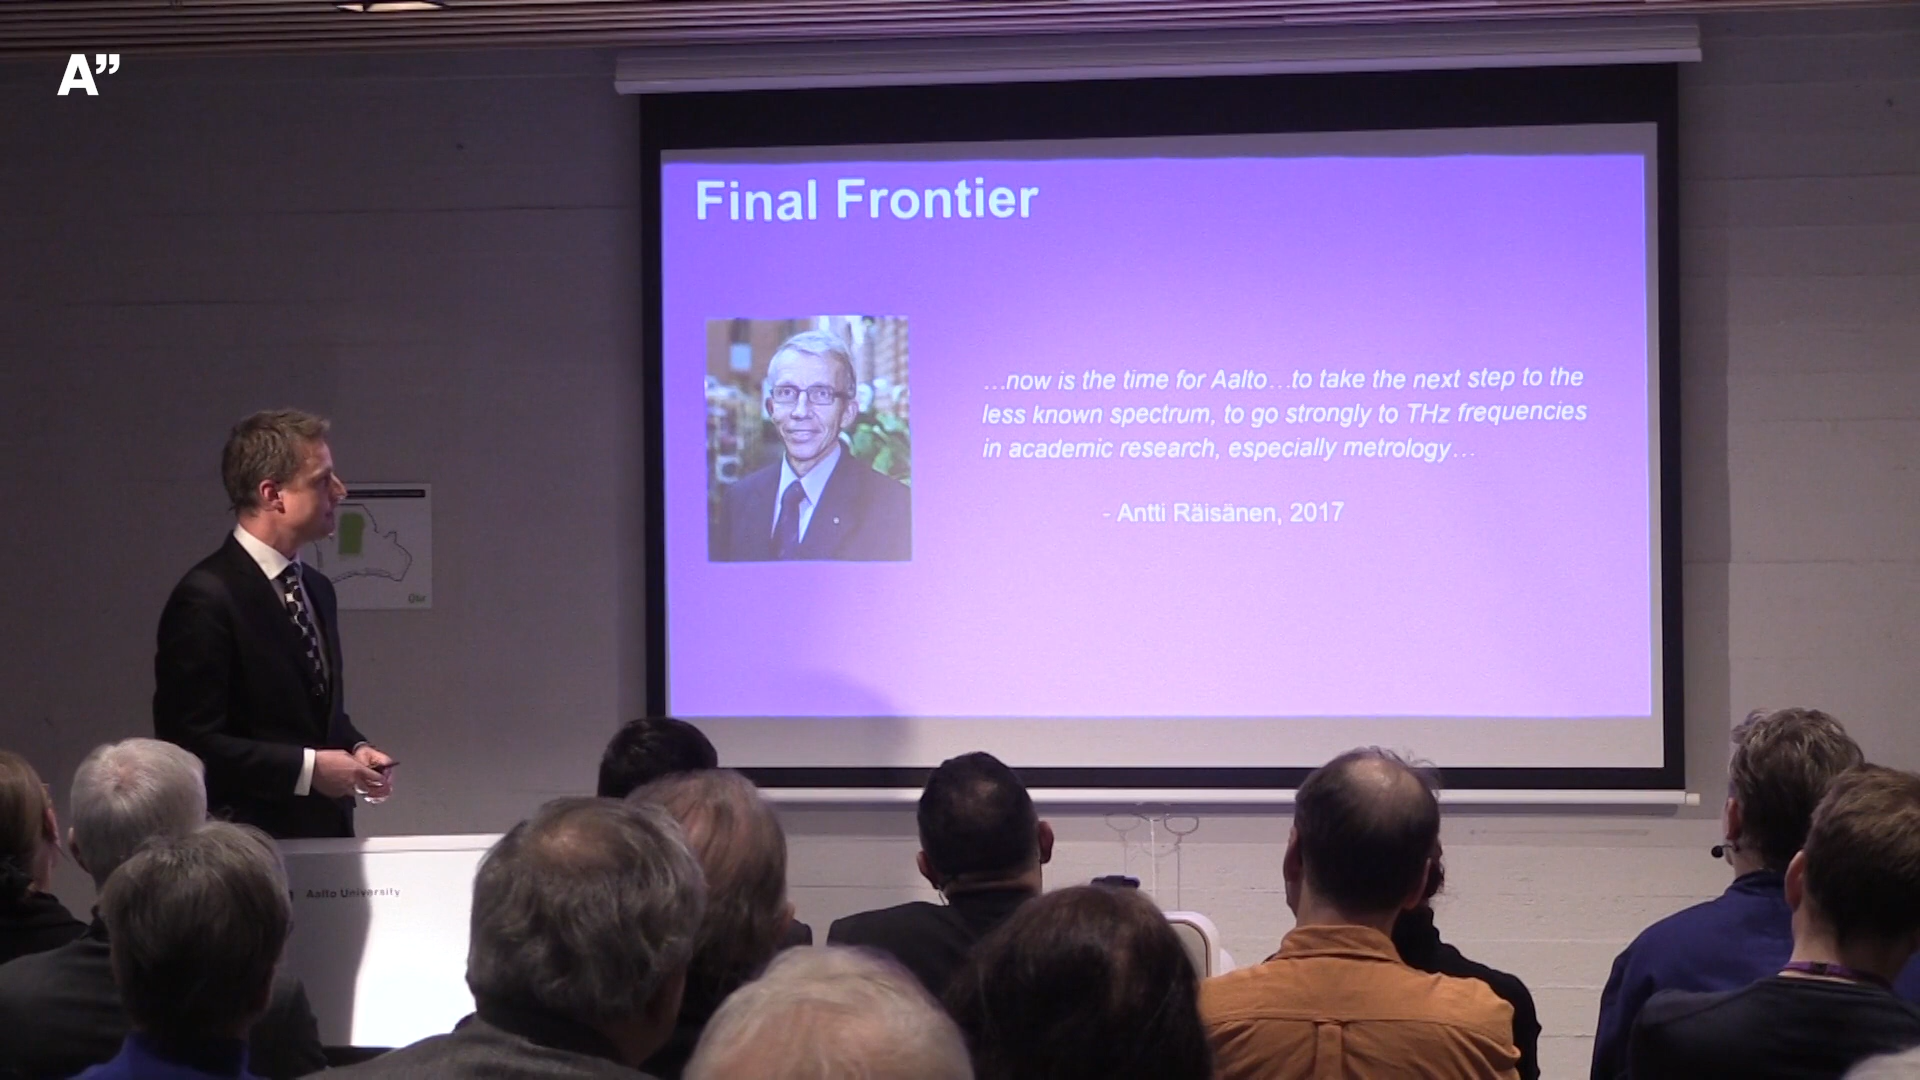 A”
Final Frontier
…now is the time for Aalto…to take the next step to the
less known spectrum, to go strongly to THz frequencies
in academic research, especially metrology…
- Antti Räisänen, 2017
Aalto University